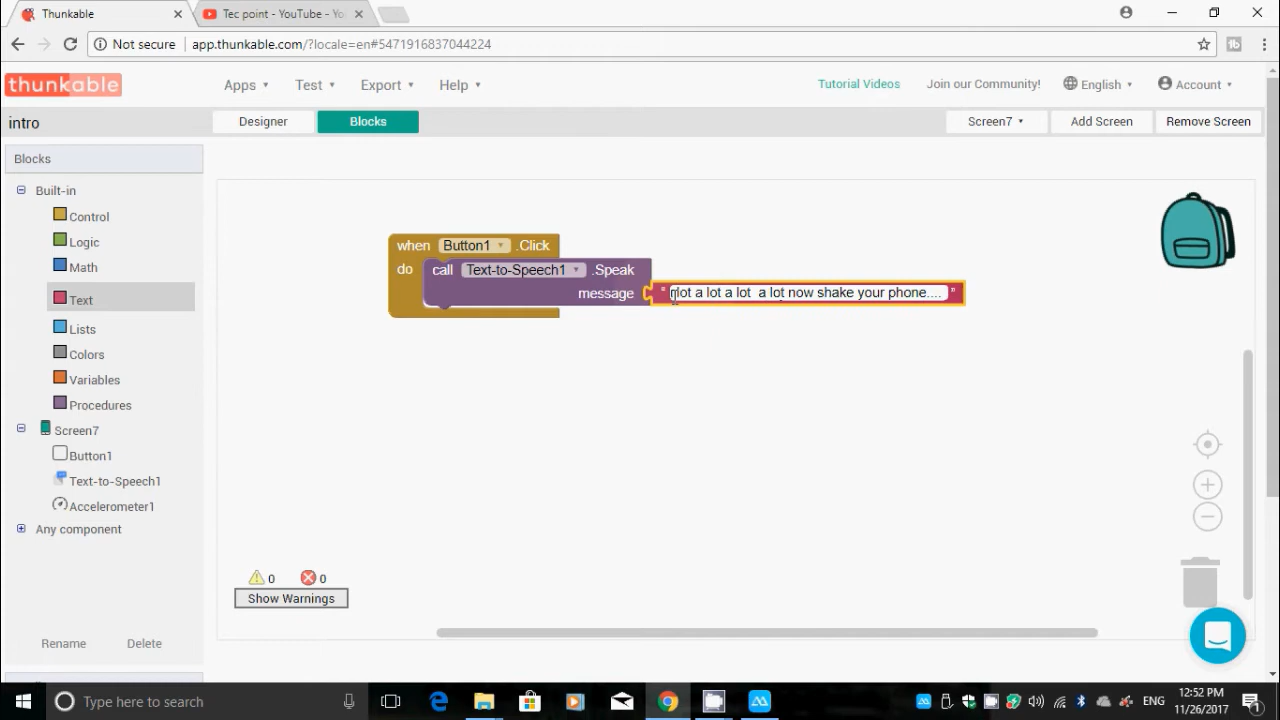 Thunkable
Tec point - YouTube - Yo
Not secure app.thunkable.com/?locale=en#5471916837044224
thunkable Apps Test Export Help Tutorial Videos Join our Community! English Account
intro Designer Blocks Screen7 Add Screen Remove Screen
Blocks
Built-in
Control
Logic
Math
Text
Lists
Colors
Variables
Procedures
Screen7
Button1
Text-to-Speech1
Accelerometer1
Any component
Rename Delete
when Button1 .Click
do call Text-to-Speech1 .Speak
message " lot a lot a lot a lot now shake your phone.... "
0 0
Show Warnings
Type here to search
ENG
12:52 PM
11/26/2017